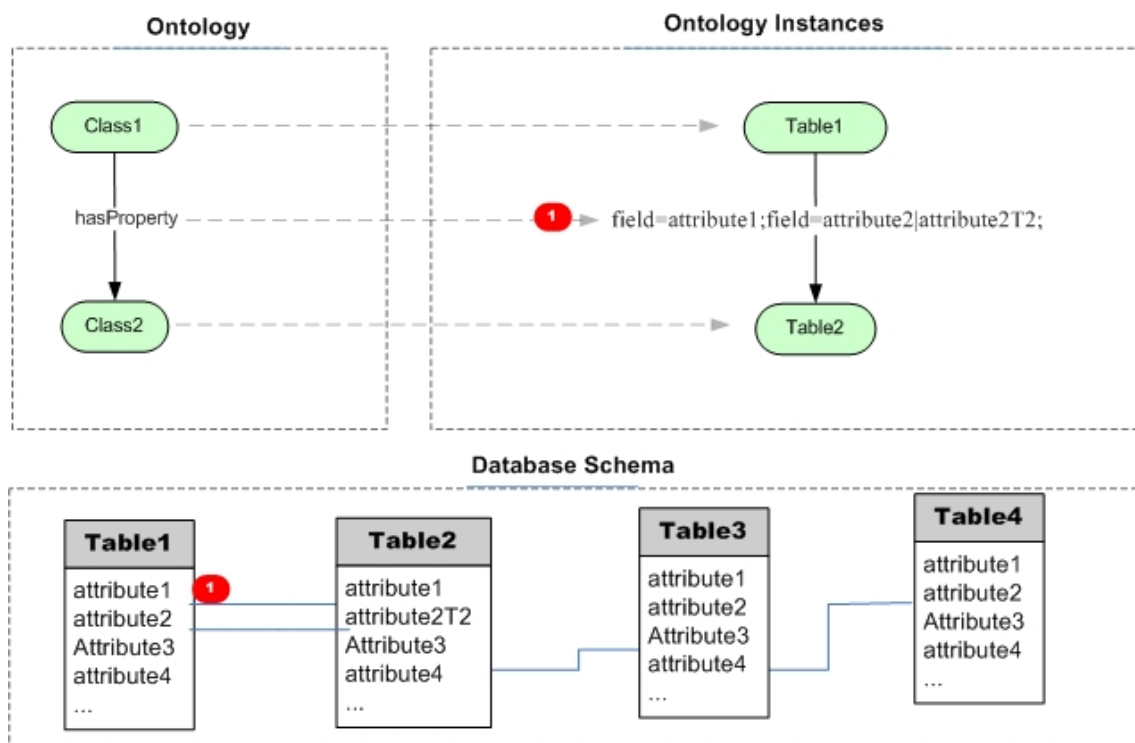 Ontology
Ontology Instances
Class1
Table1
hasProperty
1
field=attribute1;field=attribute2|attribute2T2;
Class2
Table2
Database Schema
Table1
attribute1
attribute2
Attribute3
attribute4
...
1
Table2
attribute1
attribute2T2
Attribute3
attribute4
...
Table3
attribute1
attribute2
Attribute3
attribute4
...
Table4
attribute1
attribute2
Attribute3
attribute4
...